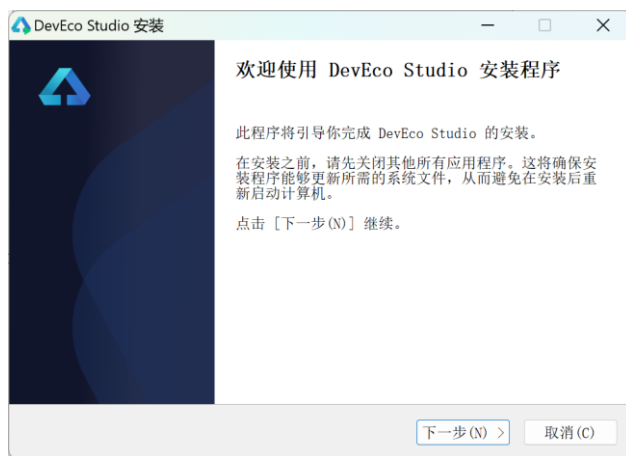 DevEco Studio 安装
欢迎使用 DevEco Studio 安装程序
此程序将引导你完成 DevEco Studio 的安装。
在安装之前，请先关闭其他所有应用程序。这将确保安
装程序能够更新所需的系统文件，从而避免在安装后重
新启动计算机。
点击 [下一步(N)] 继续。
下一步(N) >
取消(C)